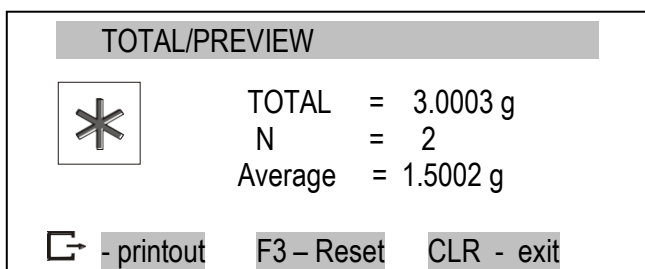 TOTAL/PREVIEW
TOTAL = 3.0003 g
N = 2
Average = 1.5002 g
- printout F3 – Reset CLR - exit